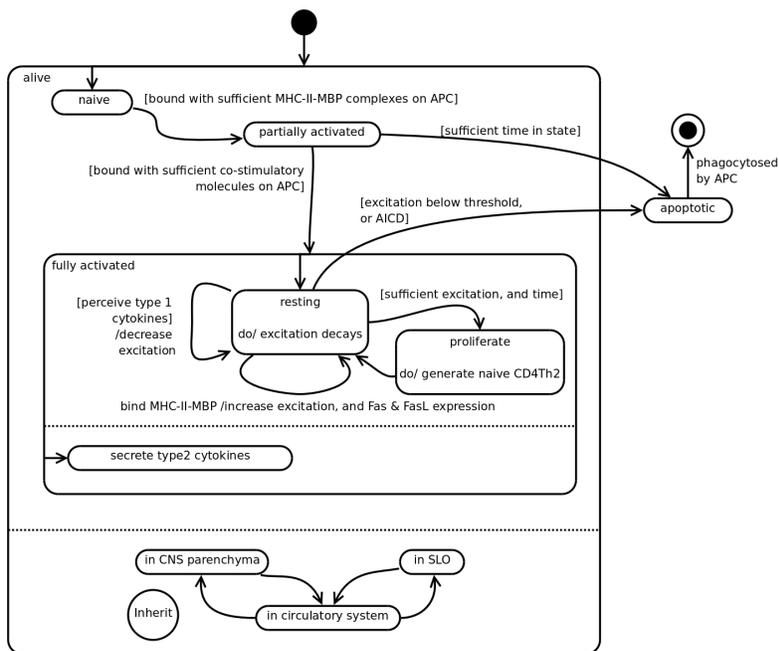 alive
naive
[bound with sufficient MHC-II-MBP complexes on APC]
partially activated
[sufficient time in state]
phagocytosed
by APC
[bound with sufficient co-stimulatory
molecules on APC]
[excitation below threshold,
or AICD]
apoptotic
fully activated
[perceive type 1
cytokines]
/decrease
excitation
resting
do/ excitation decays
[sufficient excitation, and time]
proliferate
do/ generate naive CD4Th2
bind MHC-II-MBP /increase excitation, and Fas & FasL expression
secrete type2 cytokines
in CNS parenchyma
in SLO
Inherit
in circulatory system